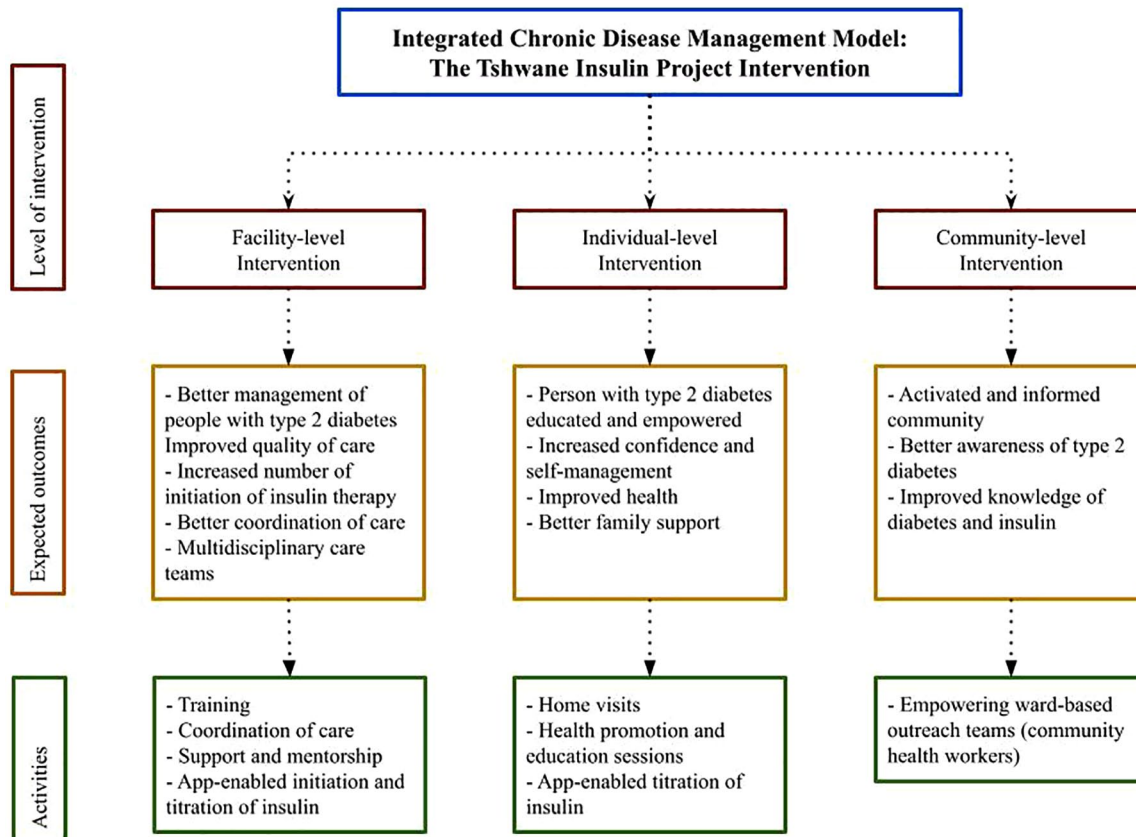 Integrated Chronic Disease Management Model:
The Tshwane Insulin Project Intervention
Level of intervention
Facility-level
Intervention
Individual-level
Intervention
Community-level
Intervention
Expected outcomes
- Better management of
people with type 2 diabetes
Improved quality of care
- Increased number of
initiation of insulin therapy
- Better coordination of care
- Multidisciplinary care
teams
- Person with type 2 diabetes
educated and empowered
- Increased confidence and
self-management
- Improved health
- Better family support
- Activated and informed
community
- Better awareness of type 2
diabetes
- Improved knowledge of
diabetes and insulin
Activities
- Training
- Coordination of care
- Support and mentorship
- App-enabled initiation and
titration of insulin
- Home visits
- Health promotion and
education sessions
- App-enabled titration of
insulin
- Empowering ward-based
outreach teams (community
health workers)